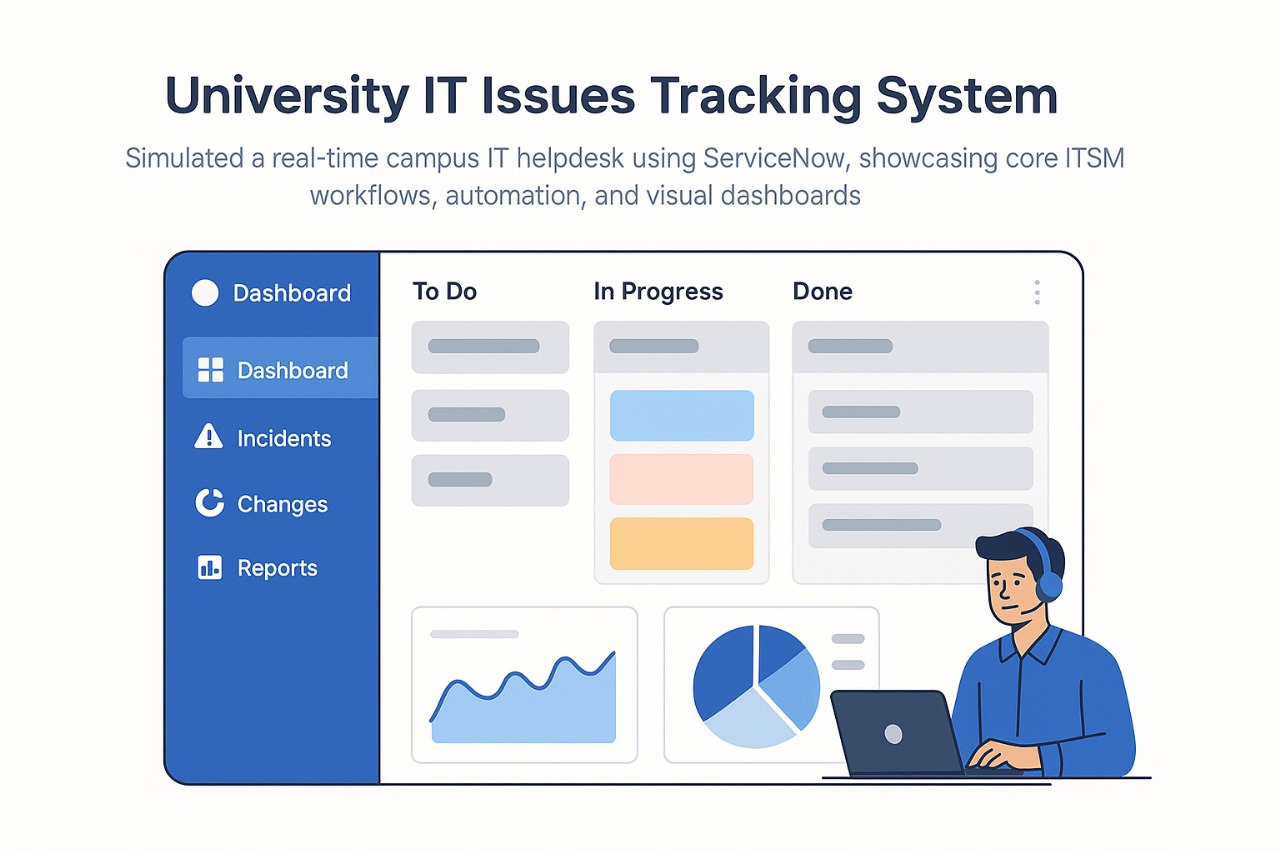 University IT Issues Tracking System
Simulated a real-time campus IT helpdesk using ServiceNow, showcasing core ITSM
workflows, automation, and visual dashboards
Dashboard
Dashboard
Incidents
Changes
Reports
To Do
In Progress
Done